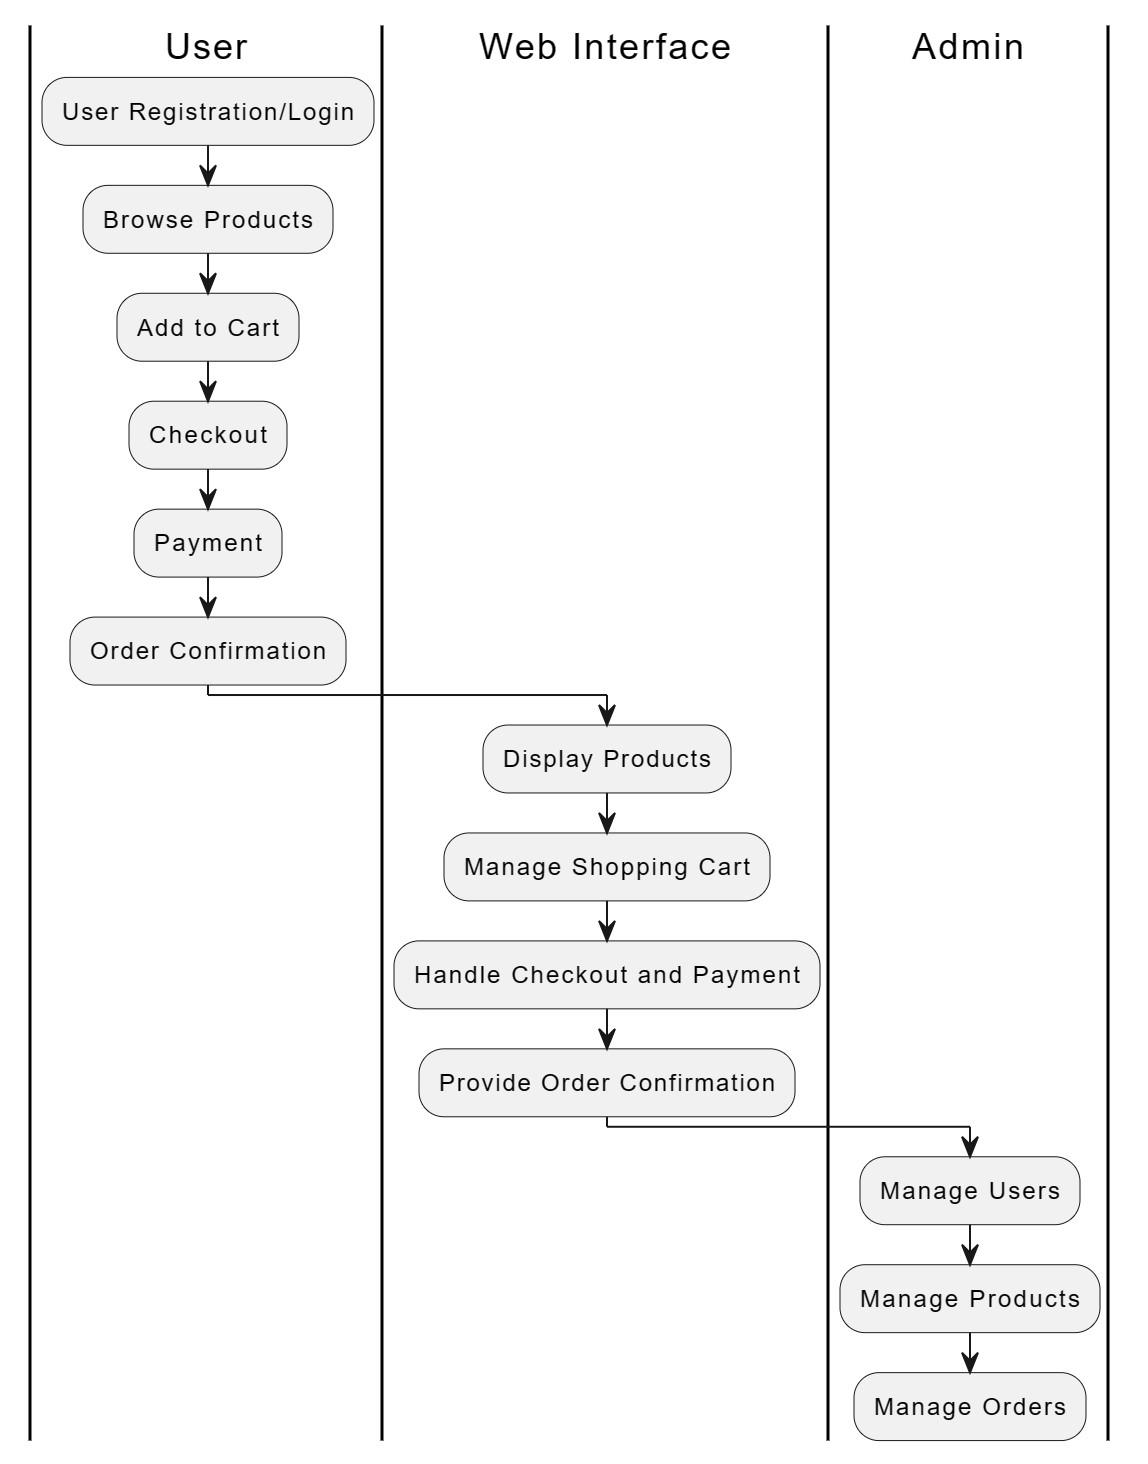 User
Web Interface
Admin
User Registration/Login
Browse Products
Add to Cart
Checkout
Payment
Order Confirmation
Display Products
Manage Shopping Cart
Handle Checkout and Payment
Provide Order Confirmation
Manage Users
Manage Products
Manage Orders